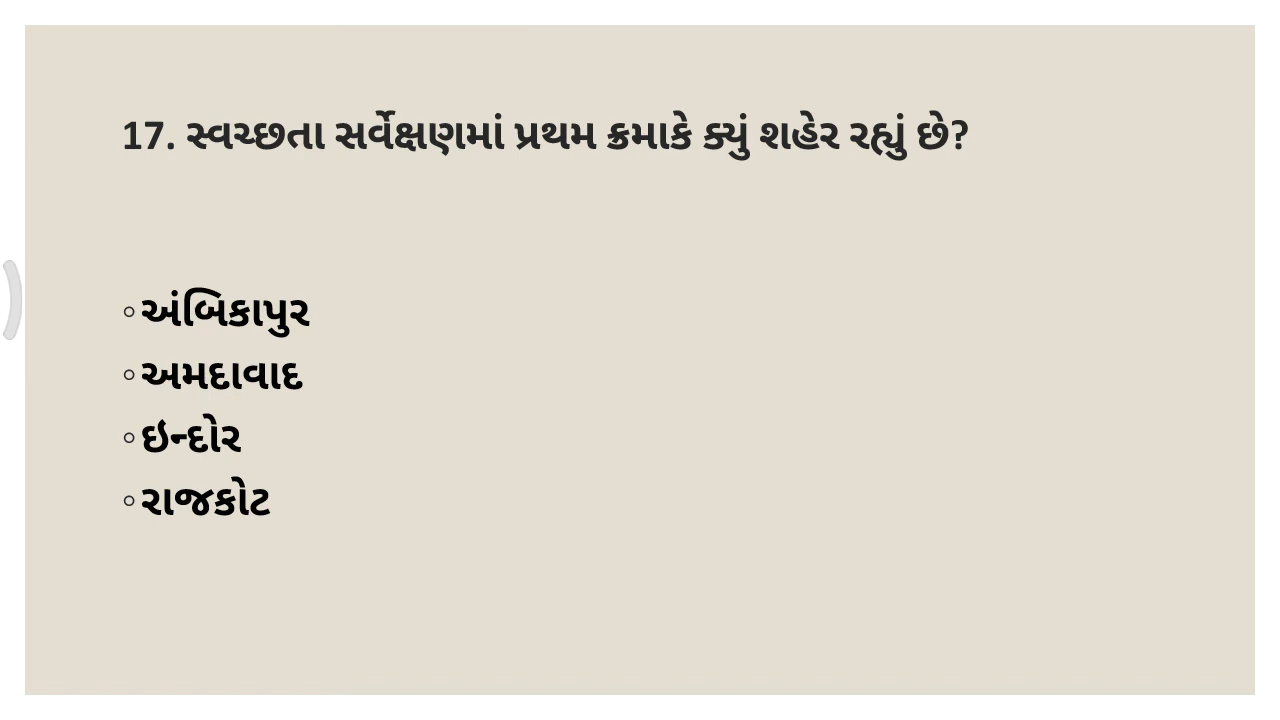 17. સ્વચ્છતા સર્વેક્ષણમાં પ્રથમ ક્રમાકે ક્યું શહેર રહ્યું છે?
◦અંબિકાપુર
◦અમદાવાદ
◦ઇન્દોર
◦રાજકોટ